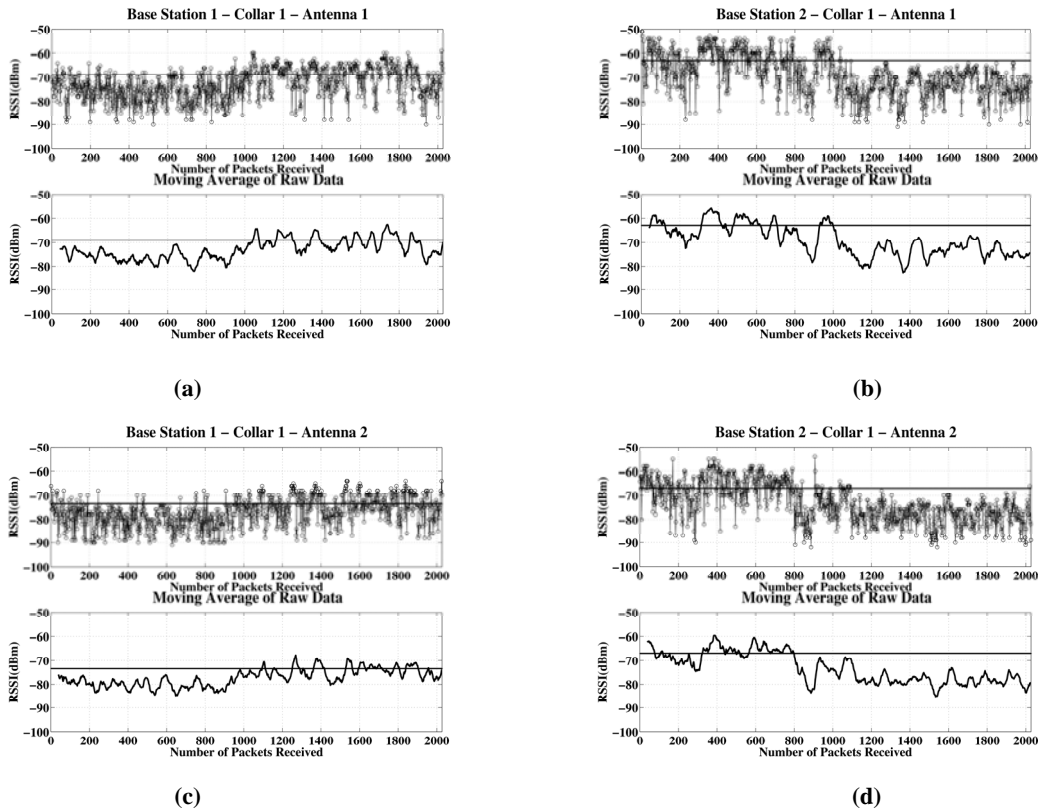 Base Station 1 – Collar 1 – Antenna 1
RSSI(dBm)
−50
−60
−70
−80
−90
−100
0 200 400 600 800 1000 1200 1400 1600 1800 2000
Number of Packets Received
Moving Average of Raw Data
RSSI(dBm)
−50
−60
−70
−80
−90
−100
0 200 400 600 800 1000 1200 1400 1600 1800 2000
Number of Packets Received
(a)
Base Station 2 – Collar 1 – Antenna 1
RSSI(dBm)
−50
−60
−70
−80
−90
−100
0 200 400 600 800 1000 1200 1400 1600 1800 2000
Number of Packets Received
Moving Average of Raw Data
RSSI(dBm)
−50
−60
−70
−80
−90
−100
0 200 400 600 800 1000 1200 1400 1600 1800 2000
Number of Packets Received
(b)
Base Station 1 – Collar 1 – Antenna 2
RSSI(dBm)
−50
−60
−70
−80
−90
−100
0 200 400 600 800 1000 1200 1400 1600 1800 2000
Number of Packets Received
Moving Average of Raw Data
RSSI(dBm)
−50
−60
−70
−80
−90
−100
0 200 400 600 800 1000 1200 1400 1600 1800 2000
Number of Packets Received
(c)
Base Station 2 – Collar 1 – Antenna 2
RSSI(dBm)
−50
−60
−70
−80
−90
−100
0 200 400 600 800 1000 1200 1400 1600 1800 2000
Number of Packets Received
Moving Average of Raw Data
RSSI(dBm)
−50
−60
−70
−80
−90
−100
0 200 400 600 800 1000 1200 1400 1600 1800 2000
Number of Packets Received
(d)